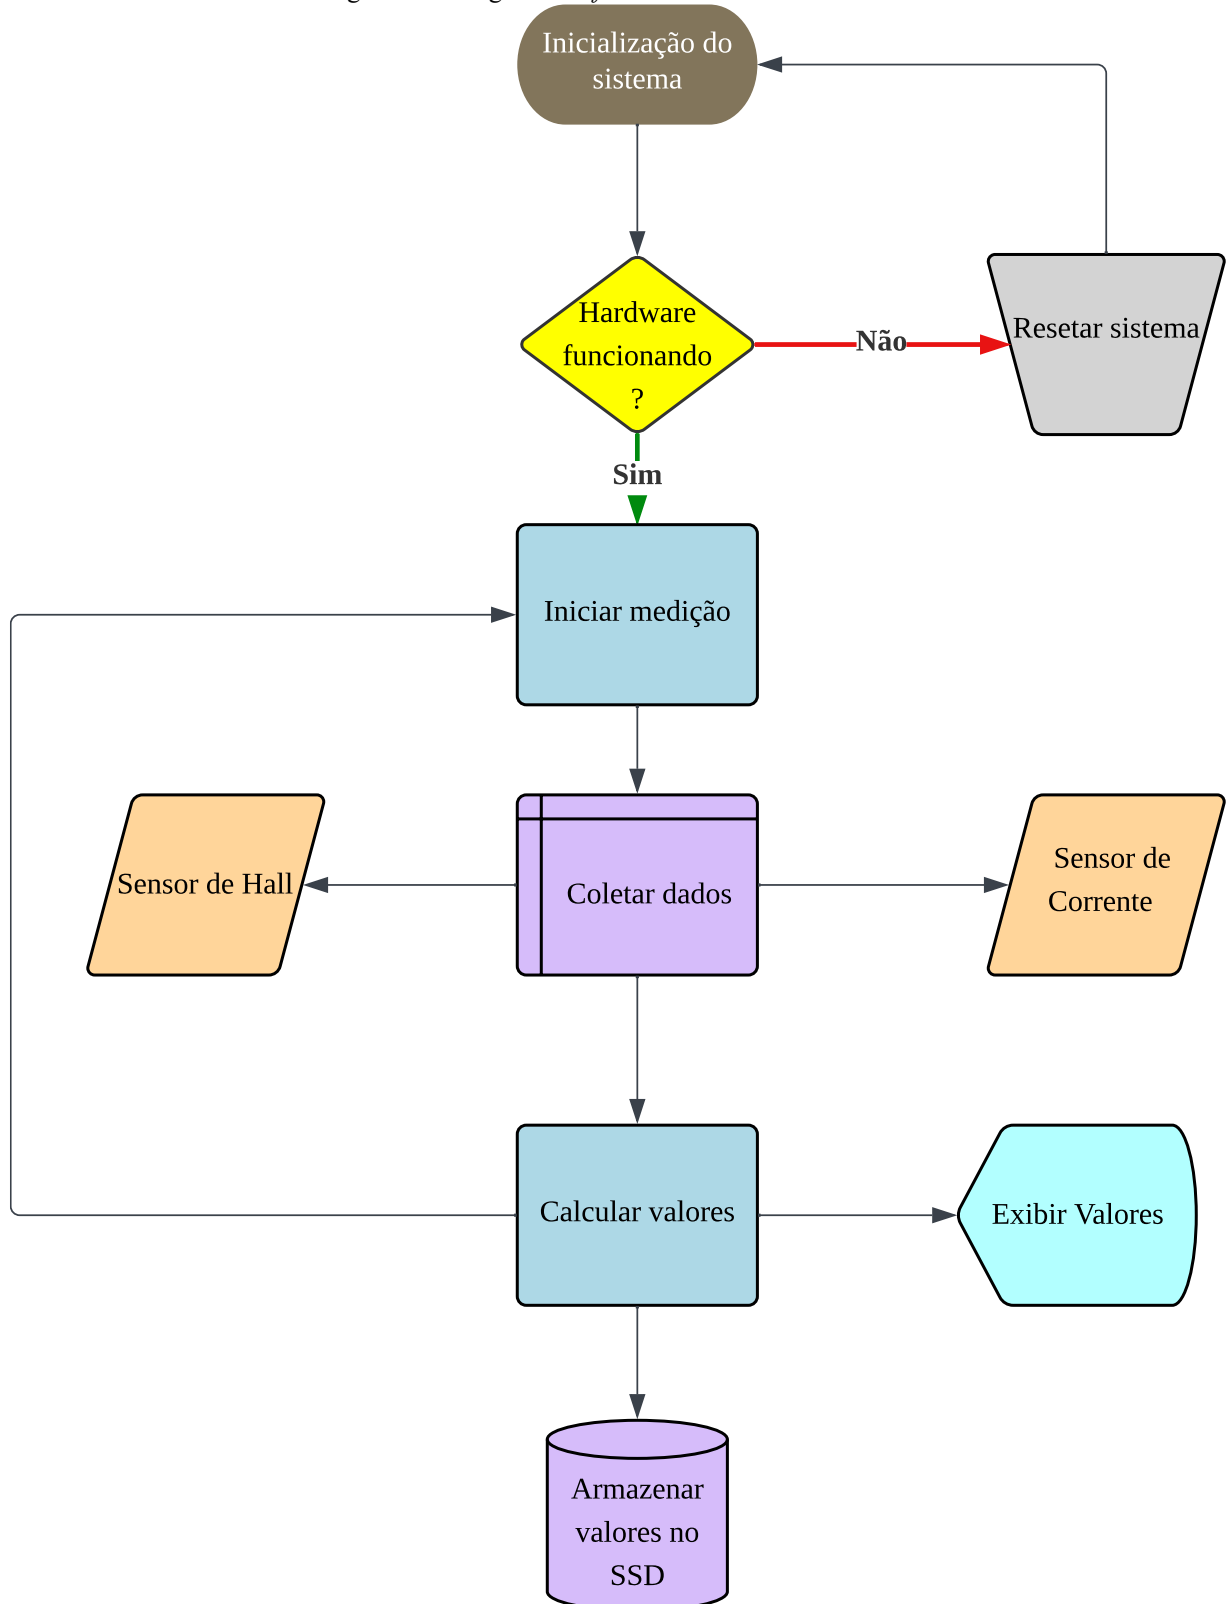 Inicialização do
sistema
Hardware
funcionando
?
Não
Resetar sistema
Sim
Iniciar medição
Sensor de Hall
Coletar dados
Sensor de
Corrente
Calcular valores
Exibir Valores
Armazenar
valores no
SSD